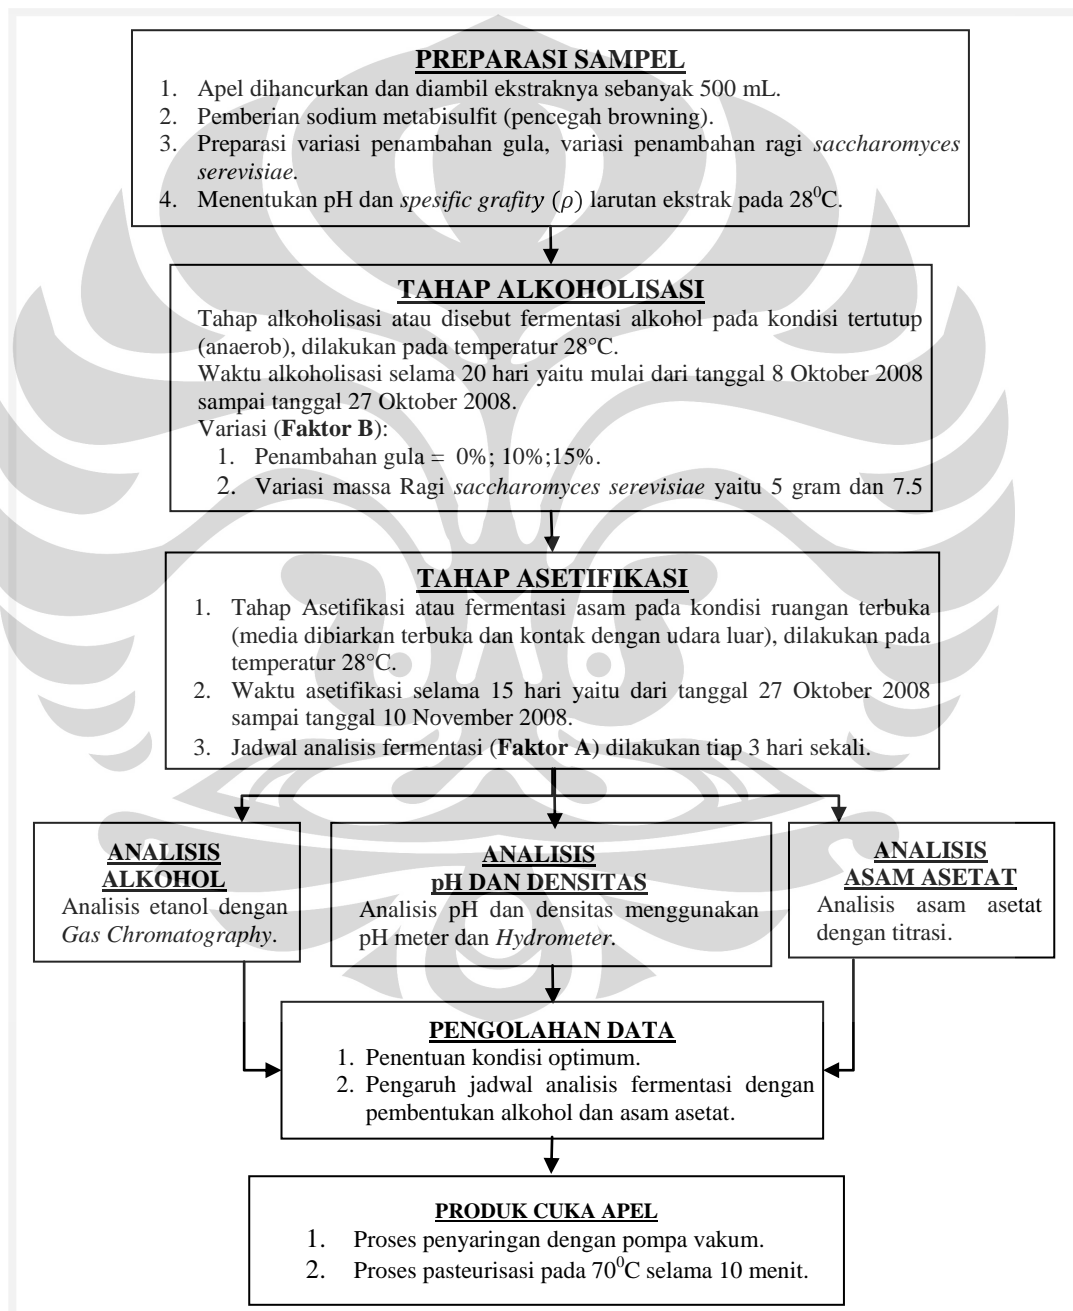 PREPARASI SAMPEL
1. Apel dihancurkan dan diambil ekstraknya sebanyak 500 mL.
2. Pemberian sodium metabisulfit (pencegah browning).
3. Preparasi variasi penambahan gula, variasi penambahan ragi saccharomyces
serevisiae.
4. Menentukan pH dan spesific grafity (ρ) larutan ekstrak pada 28⁰C.
TAHAP ALKOHOLISASI
Tahap alkoholisasi atau disebut fermentasi alkohol pada kondisi tertutup
(anaerob), dilakukan pada temperatur 28°C.
Waktu alkoholisasi selama 20 hari yaitu mulai dari tanggal 8 Oktober 2008
sampai tanggal 27 Oktober 2008.
Variasi (Faktor B):
1. Penambahan gula = 0%; 10%;15%.
2. Variasi massa Ragi saccharomyces serevisiae yaitu 5 gram dan 7.5
TAHAP ASETIFIKASI
1. Tahap Asetifikasi atau fermentasi asam pada kondisi ruangan terbuka
(media dibiarkan terbuka dan kontak dengan udara luar), dilakukan pada
temperatur 28°C.
2. Waktu asetifikasi selama 15 hari yaitu dari tanggal 27 Oktober 2008
sampai tanggal 10 November 2008.
3. Jadwal analisis fermentasi (Faktor A) dilakukan tiap 3 hari sekali.
ANALISIS
ALKOHOL
Analisis etanol dengan
Gas Chromatography.
ANALISIS
pH DAN DENSITAS
Analisis pH dan densitas menggunakan
pH meter dan Hydrometer.
ANALISIS
ASAM ASETAT
Analisis asam asetat
dengan titrasi.
PENGOLAHAN DATA
1. Penentuan kondisi optimum.
2. Pengaruh jadwal analisis fermentasi dengan
pembentukan alkohol dan asam asetat.
PRODUK CUKA APEL
1. Proses penyaringan dengan pompa vakum.
2. Proses pasteurisasi pada 70⁰C selama 10 menit.